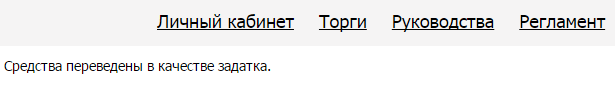 Личный кабинет Торги Руководства Регламент
Средства переведены в качестве задатка.